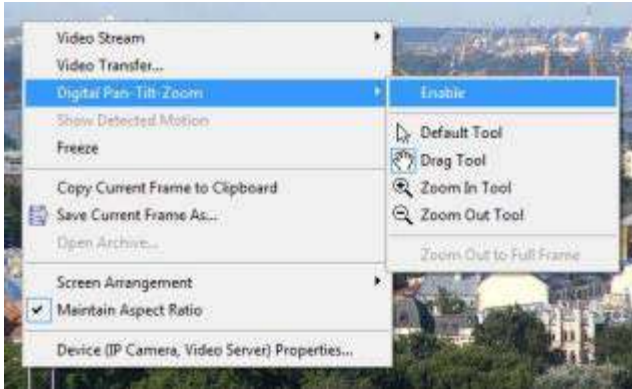 Video Stream
Video Transfer...
Digital Pan-Tilt-Zoom
Show Detected Motion
Freeze
Copy Current Frame to Clipboard
Save Current Frame As...
Open Archive...
Screen Arrangement
Maintain Aspect Ratio
Device (IP Camera, Video Server) Properties...
Enable
Default Tool
Drag Tool
Zoom In Tool
Zoom Out Tool
Zoom Out to Full Frame